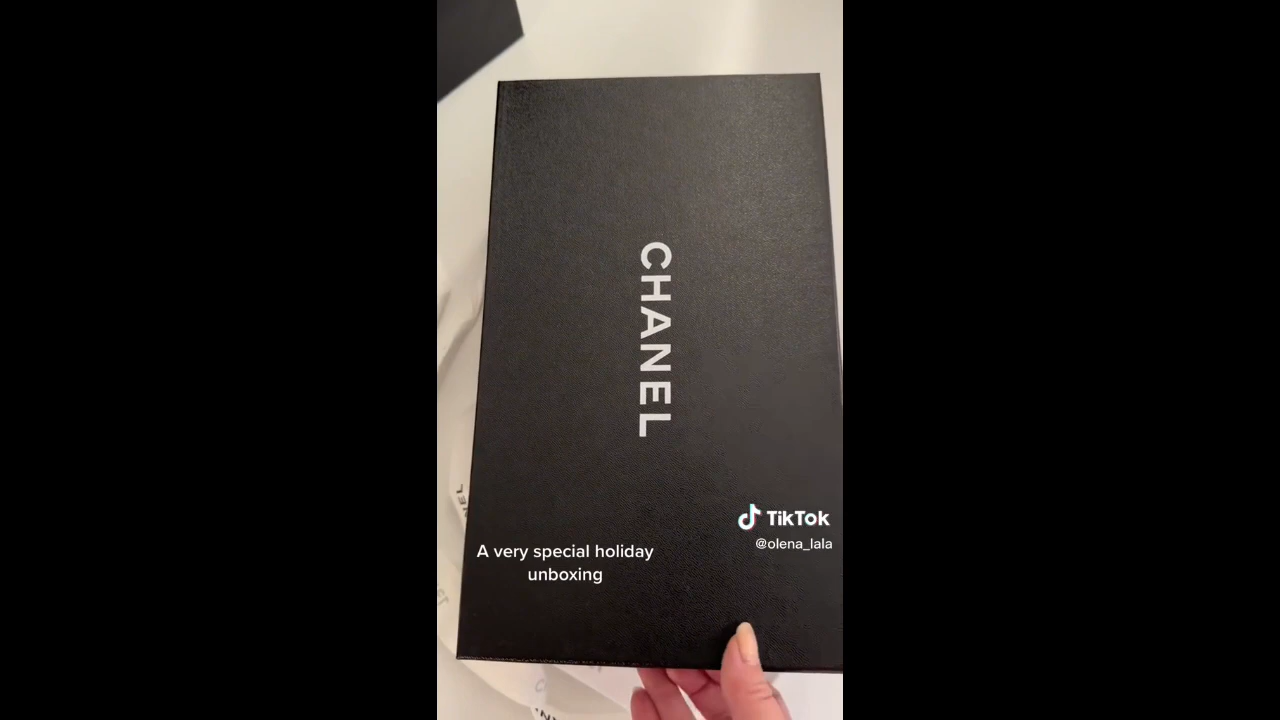 CHANEL
TikTok
@olena_lala
A very special holiday
unboxing